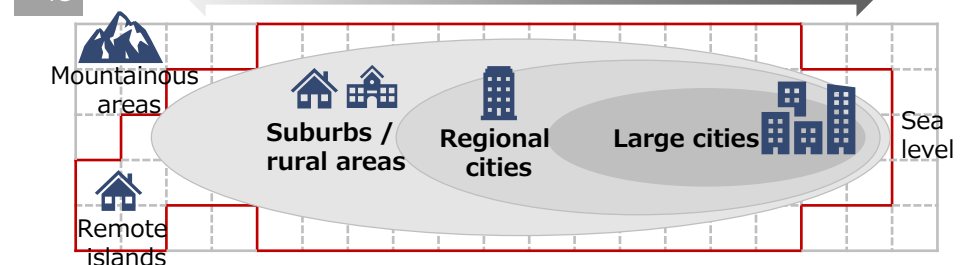 Mountainous
areas
Suburbs /
rural areas
Regional
cities
Large cities
Sea
level
Remote
islands